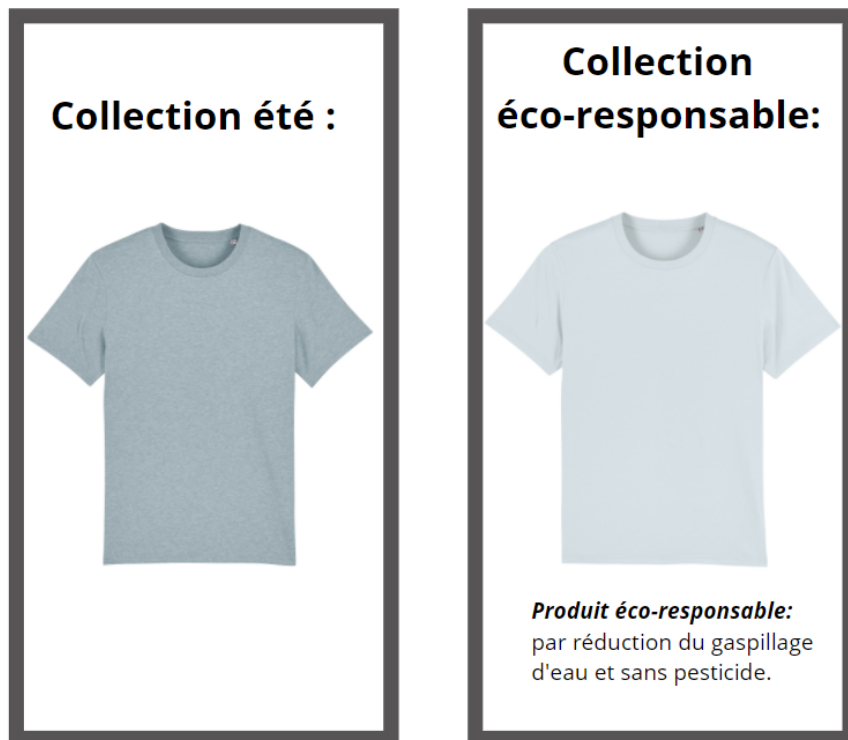 Collection été :
Collection
éco-responsable:
Produit éco-responsable:
par réduction du gaspillage
d'eau et sans pesticide.